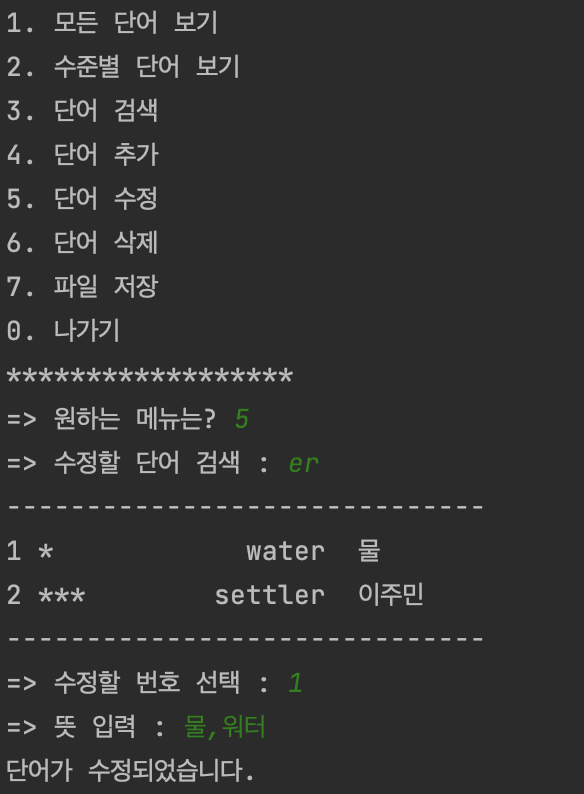 1. 모든 단어 보기
2. 수준별 단어 보기
3. 단어 검색
4. 단어 추가
5. 단어 수정
6. 단어 삭제
7. 파일 저장
0. 나가기
******************
=> 원하는 메뉴는? 5
=> 수정할 단어 검색 : er
------------------------------
1 *            water  물
2 ***        settler  이주민
------------------------------
=> 수정할 번호 선택 : 1
=> 뜻 입력 : 물,워터
단어가 수정되었습니다.